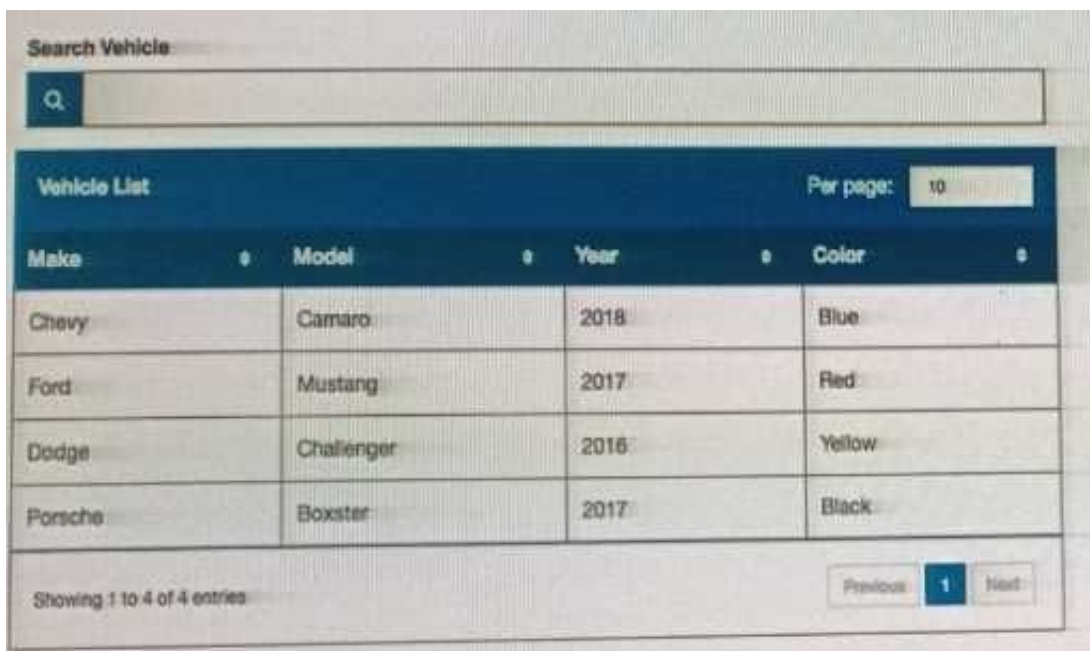 Search Vehicle
Vehicle List Per page: 10
Make Model Year Color
Chevy Camaro 2018 Blue
Ford Mustang 2017 Red
Dodge Challenger 2016 Yellow
Porsche Boxster 2017 Black
Showing 1 to 4 of 4 entries Previous 1 Next